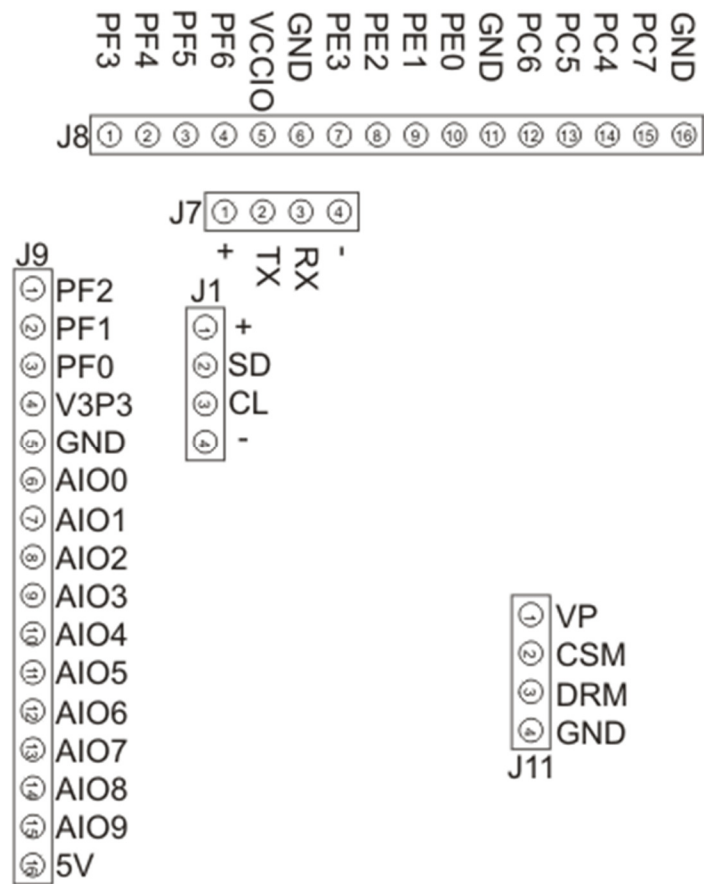 PF3 PF4 PF5 PF6 VCCIO GND PE3 PE2 PE1 PE0 GND PC6 PC5 PC4 PC7 GND
J8 1 2 3 4 5 6 7 8 9 10 11 12 13 14 15 16
J7 1 2 3 4
+ TX RX -
J9
1 PF2
2 PF1
3 PF0
4 V3P3
5 GND
6 AIO0
7 AIO1
8 AIO2
9 AIO3
10 AIO4
11 AIO5
12 AIO6
13 AIO7
14 AIO8
15 AIO9
16 5V
J1
1 +
2 SD
3 CL
4 -
1 VP
2 CSM
3 DRM
4 GND
J11